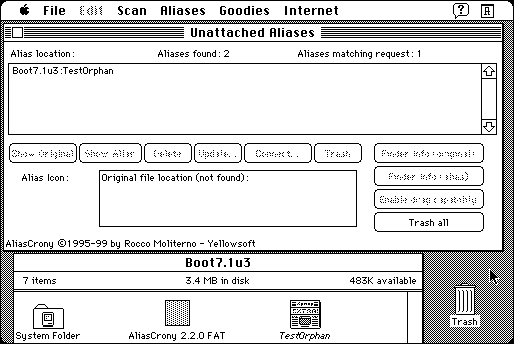 File Edit Scan Aliases Goodies Internet
Unattached Aliases
Alias location: Aliases found: 2 Aliases matching request: 1
Boot7.1u3:TestOrphan
Show Original Show Alias Delete Update... Connect... Trash Finder Info (original)
Alias Icon: Original file location (not found): Finder Info (alias)
Enable drag capability
Trash all
AliasCrony ©1995-99 by Rocco Moliterno - Yellowsoft
Boot7.1u3
7 items 3.4 MB in disk 483K available
System Folder AliasCrony 2.2.0 FAT TestOrphan
Trash